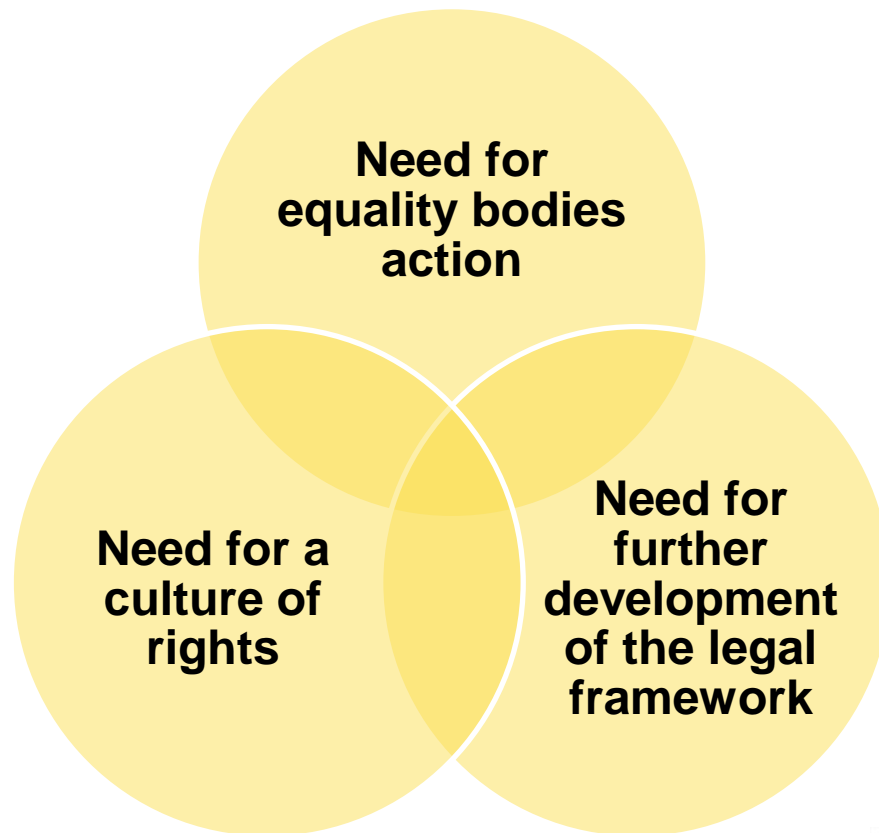 Need for
equality bodies
action
Need for a
culture of
rights
Need for
further
development
of the legal
framework